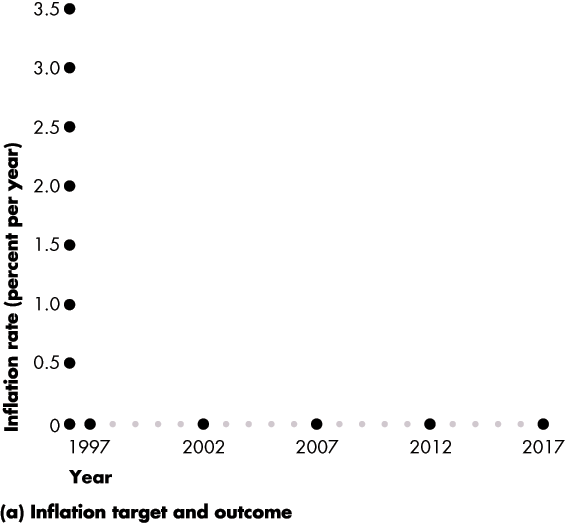 3.5
3.0
2.5
2.0
1.5
1.0
0.5
0
Inflation rate (percent per year)
1997 2002 2007 2012 2017
Year
(a) Inflation target and outcome